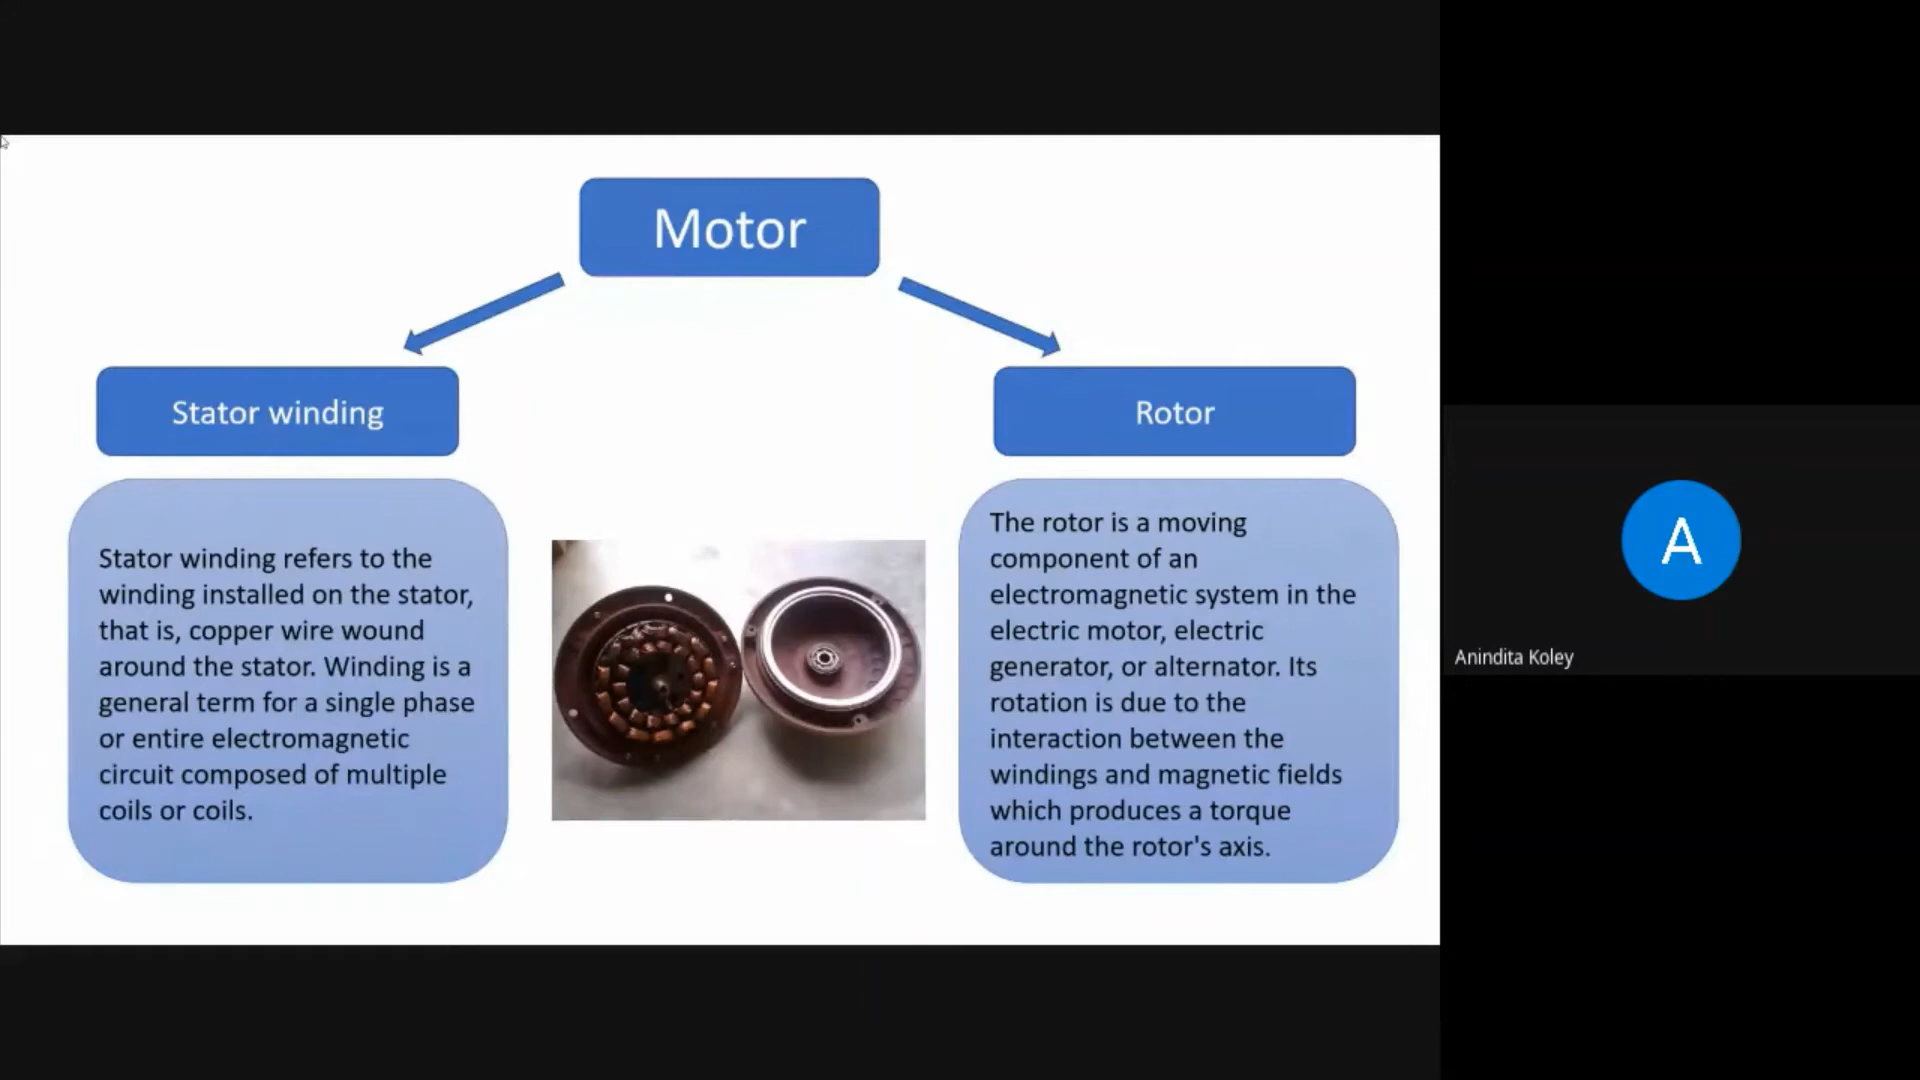 Motor
Stator winding
Rotor
Stator winding refers to the
winding installed on the stator,
that is, copper wire wound
around the stator. Winding is a
general term for a single phase
or entire electromagnetic
circuit composed of multiple
coils or coils.
The rotor is a moving
component of an
electromagnetic system in the
electric motor, electric
generator, or alternator. Its
rotation is due to the
interaction between the
windings and magnetic fields
which produces a torque
around the rotor's axis.
A
Anindita Koley